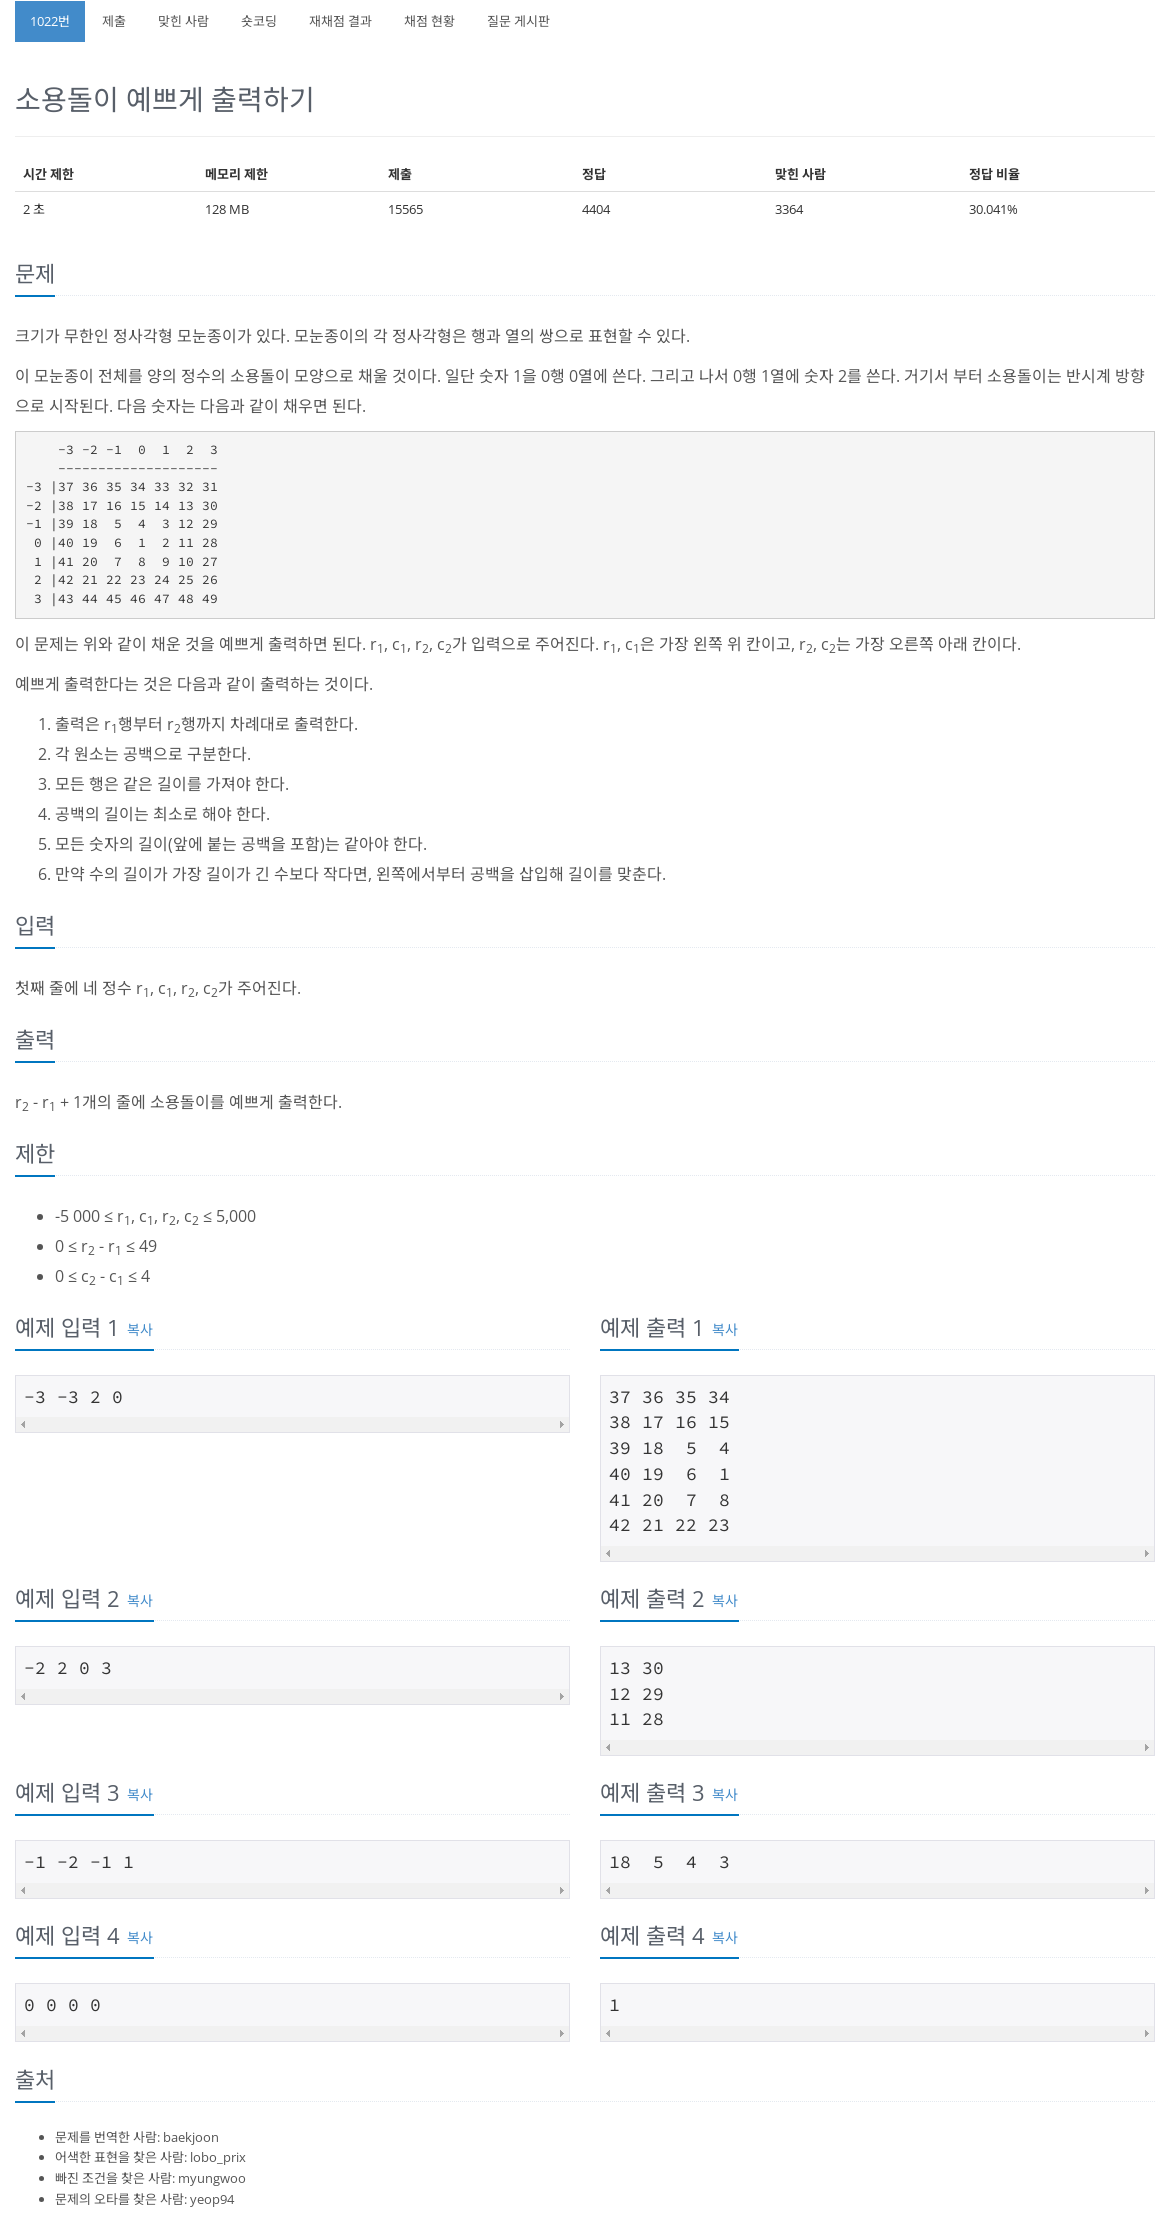 1022번 제출 맞힌 사람 숏코딩 재채점 결과 채점 현황 질문 게시판
소용돌이 예쁘게 출력하기
시간 제한 메모리 제한 제출 정답 맞힌 사람 정답 비율
2 초 128 MB 15565 4404 3364 30.041%
문제
크기가 무한인 정사각형 모눈종이가 있다. 모눈종이의 각 정사각형은 행과 열의 쌍으로 표현할 수 있다.
이 모눈종이 전체를 양의 정수의 소용돌이 모양으로 채울 것이다. 일단 숫자 1을 0행 0열에 쓴다. 그리고 나서 0행 1열에 숫자 2를 쓴다. 거기서 부터 소용돌이는 반시계 방향
으로 시작된다. 다음 숫자는 다음과 같이 채우면 된다.
    -3 -2 -1  0  1  2  3
    --------------------
-3 |37 36 35 34 33 32 31
-2 |38 17 16 15 14 13 30
-1 |39 18  5  4  3 12 29
 0 |40 19  6  1  2 11 28
 1 |41 20  7  8  9 10 27
 2 |42 21 22 23 24 25 26
 3 |43 44 45 46 47 48 49
이 문제는 위와 같이 채운 것을 예쁘게 출력하면 된다. r1, c1, r2, c2가 입력으로 주어진다. r1, c1은 가장 왼쪽 위 칸이고, r2, c2는 가장 오른쪽 아래 칸이다.
예쁘게 출력한다는 것은 다음과 같이 출력하는 것이다.
1. 출력은 r1행부터 r2행까지 차례대로 출력한다.
2. 각 원소는 공백으로 구분한다.
3. 모든 행은 같은 길이를 가져야 한다.
4. 공백의 길이는 최소로 해야 한다.
5. 모든 숫자의 길이(앞에 붙는 공백을 포함)는 같아야 한다.
6. 만약 수의 길이가 가장 길이가 긴 수보다 작다면, 왼쪽에서부터 공백을 삽입해 길이를 맞춘다.
입력
첫째 줄에 네 정수 r1, c1, r2, c2가 주어진다.
출력
r2 - r1 + 1개의 줄에 소용돌이를 예쁘게 출력한다.
제한
• -5 000 ≤ r1, c1, r2, c2 ≤ 5,000
• 0 ≤ r2 - r1 ≤ 49
• 0 ≤ c2 - c1 ≤ 4
예제 입력 1 복사
-3 -3 2 0
예제 출력 1 복사
37 36 35 34
38 17 16 15
39 18  5  4
40 19  6  1
41 20  7  8
42 21 22 23
예제 입력 2 복사
-2 2 0 3
예제 출력 2 복사
13 30
12 29
11 28
예제 입력 3 복사
-1 -2 -1 1
예제 출력 3 복사
18  5  4  3
예제 입력 4 복사
0 0 0 0
예제 출력 4 복사
1
출처
• 문제를 번역한 사람: baekjoon
• 어색한 표현을 찾은 사람: lobo_prix
• 빠진 조건을 찾은 사람: myungwoo
• 문제의 오타를 찾은 사람: yeop94